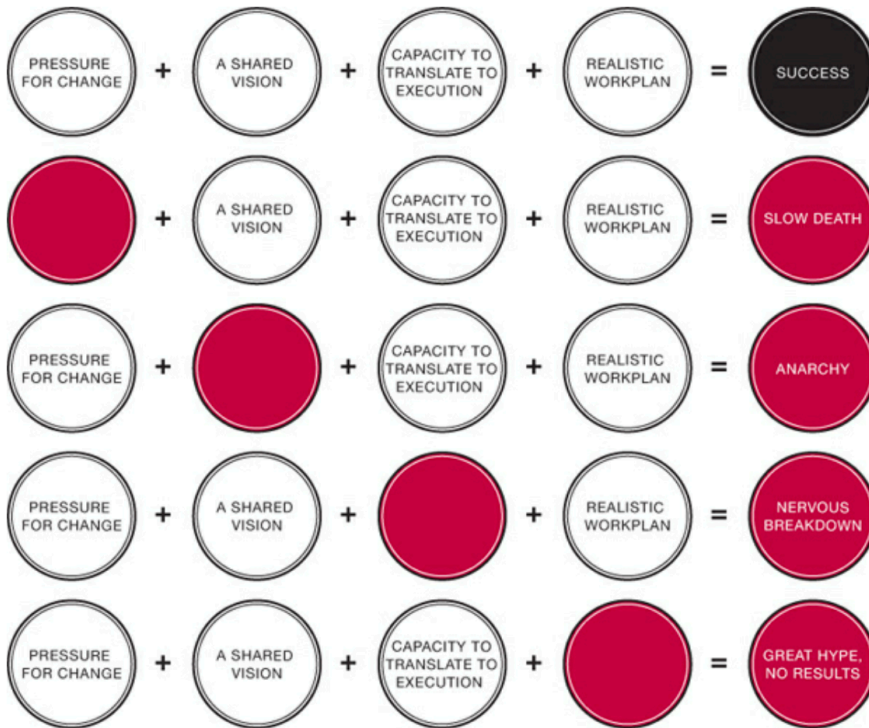 PRESSURE
FOR CHANGE
+
A SHARED
VISION
+
CAPACITY TO
TRANSLATE TO
EXECUTION
+
REALISTIC
WORKPLAN
=
SUCCESS
+
A SHARED
VISION
+
CAPACITY TO
TRANSLATE TO
EXECUTION
+
REALISTIC
WORKPLAN
=
SLOW DEATH
PRESSURE
FOR CHANGE
+
+
CAPACITY TO
TRANSLATE TO
EXECUTION
+
REALISTIC
WORKPLAN
=
ANARCHY
PRESSURE
FOR CHANGE
+
A SHARED
VISION
+
+
REALISTIC
WORKPLAN
=
NERVOUS
BREAKDOWN
PRESSURE
FOR CHANGE
+
A SHARED
VISION
+
CAPACITY TO
TRANSLATE TO
EXECUTION
+
=
GREAT HYPE,
NO RESULTS